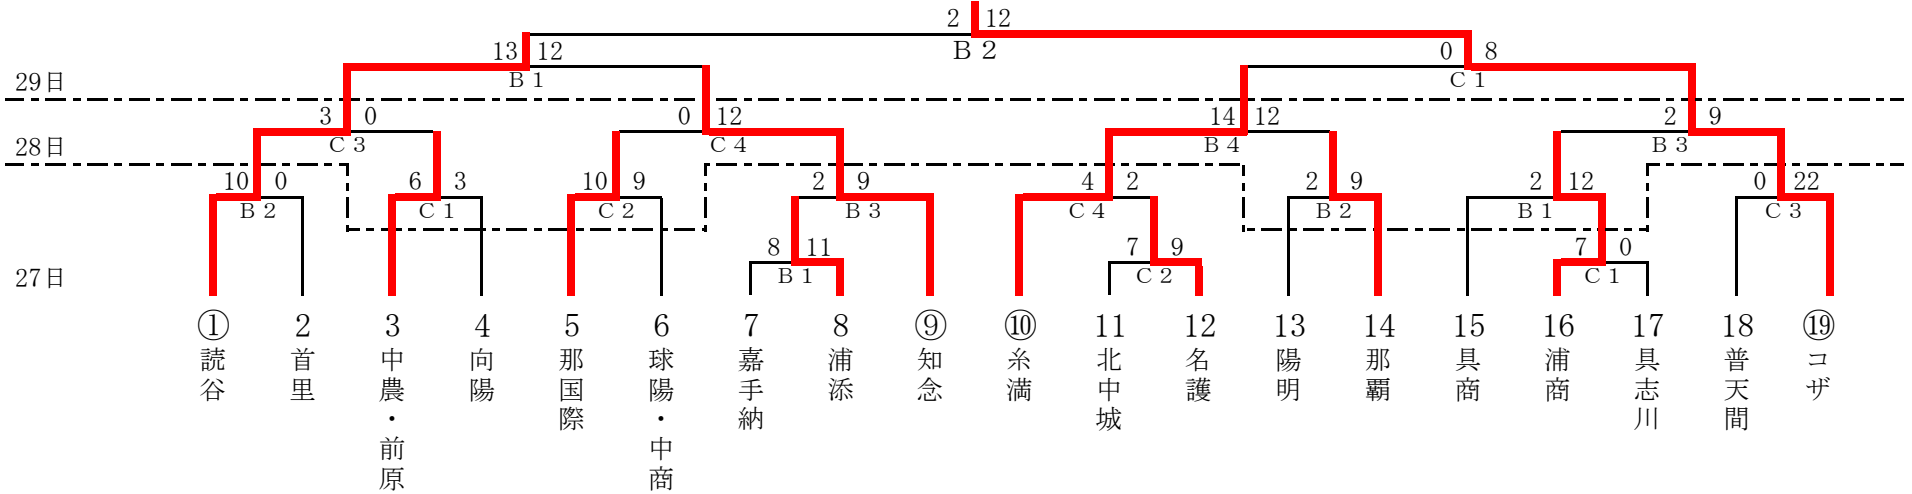 2 12
B 2
13 12
0 8
B 1
C 1
29日
3 0
0 12
14 12
2 9
C 3
C 4
B 4
B 3
28日
10 0
6 3
10 9
2 9
4 2
2 9
2 12
0 22
B 2
C 1
C 2
B 3
C 4
B 2
B 1
C 3
8 11
7 9
7 0
B 1
C 2
C 1
27日
① 2 3 4 5 6 7 8 ⑨ ⑩ 11 12 13 14 15 16 17 18 ⑲
読谷
首里
中農・前原
向陽
那国際
球陽・中商
嘉手納
浦添
知念
糸満
北中城
名護
陽明
那覇
具商
浦商
具志川
普天間
コザ